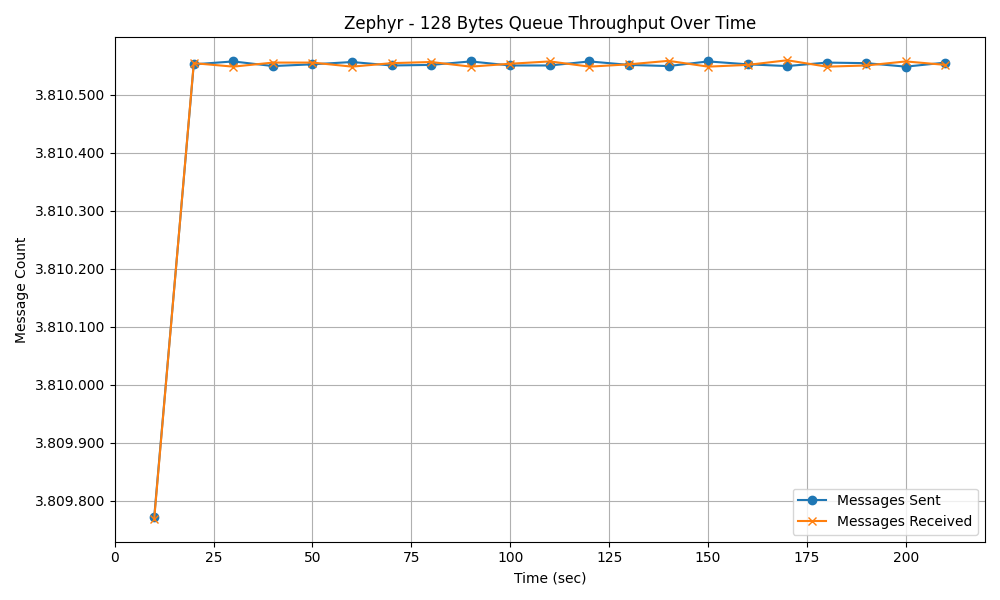 Zephyr - 128 Bytes Queue Throughput Over Time
Message Count
3.810.500
3.810.400
3.810.300
3.810.200
3.810.100
3.810.000
3.809.900
3.809.800
Messages Sent
Messages Received
0 25 50 75 100 125 150 175 200
Time (sec)